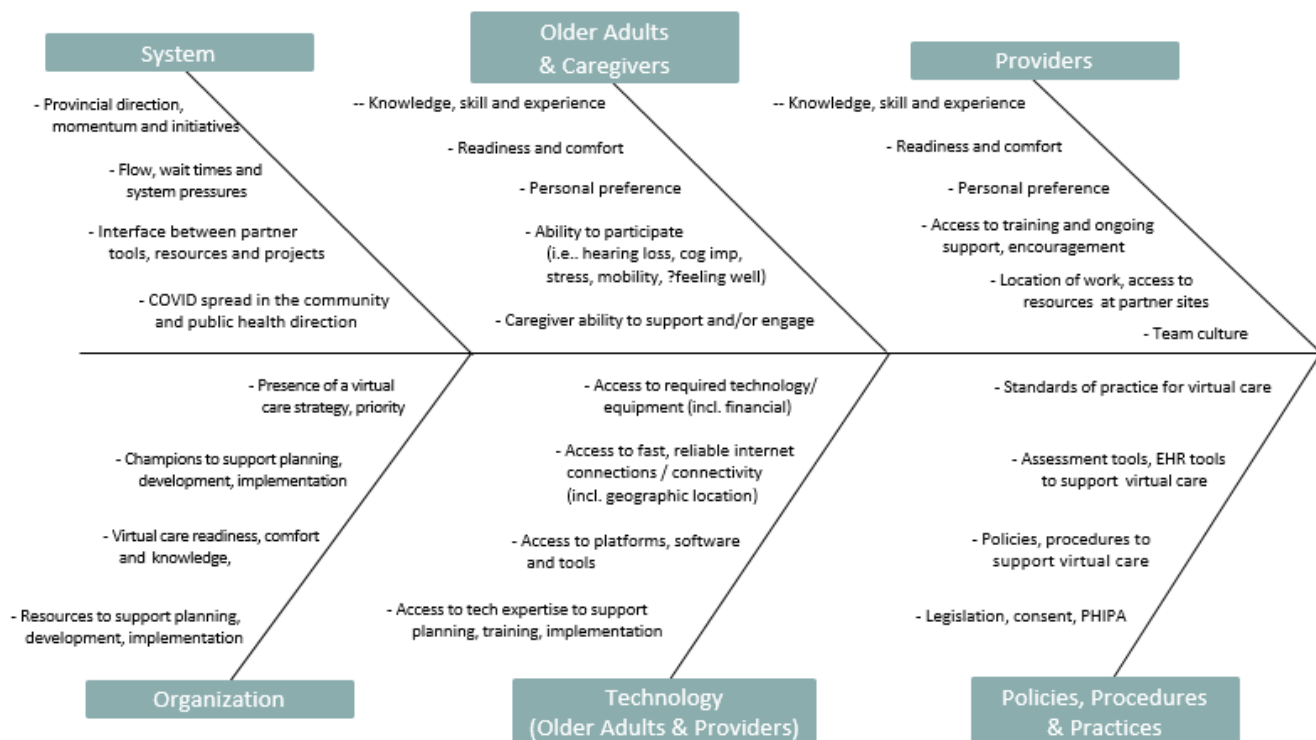 System
- Provincial direction,
momentum and initiatives
- Flow, wait times and
system pressures
- Interface between partner
tools, resources and projects
- COVID spread in the community
and public health direction
Older Adults
& Caregivers
-- Knowledge, skill and experience
- Readiness and comfort
- Personal preference
- Ability to participate
(i.e.. hearing loss, cog imp,
stress, mobility, ?feeling well)
- Caregiver ability to support and/or engage
Providers
-- Knowledge, skill and experience
- Readiness and comfort
- Personal preference
- Access to training and ongoing
support, encouragement
- Location of work, access to
resources at partner sites
- Team culture
- Presence of a virtual
care strategy, priority
- Champions to support planning,
development, implementation
- Virtual care readiness, comfort
and knowledge,
- Resources to support planning,
development, implementation
Organization
- Access to required technology/
equipment (incl. financial)
- Access to fast, reliable internet
connections / connectivity
(incl. geographic location)
- Access to platforms, software
and tools
- Access to tech expertise to support
planning, training, implementation
Technology
(Older Adults & Providers)
- Standards of practice for virtual care
- Assessment tools, EHR tools
to support virtual care
- Policies, procedures to
support virtual care
- Legislation, consent, PHIPA
Policies, Procedures
& Practices